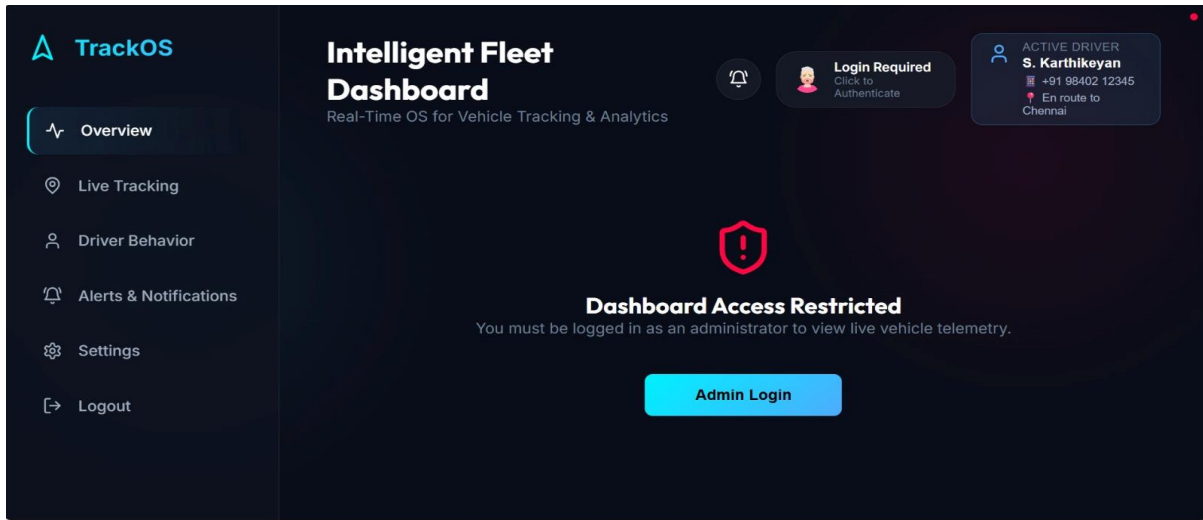 TrackOS
Overview
Live Tracking
Driver Behavior
Alerts & Notifications
Settings
Logout
Intelligent Fleet
Dashboard
Real-Time OS for Vehicle Tracking & Analytics
Login Required
Click to
Authenticate
ACTIVE DRIVER
S. Karthikeyan
+91 98402 12345
En route to
Chennai
Dashboard Access Restricted
You must be logged in as an administrator to view live vehicle telemetry.
Admin Login